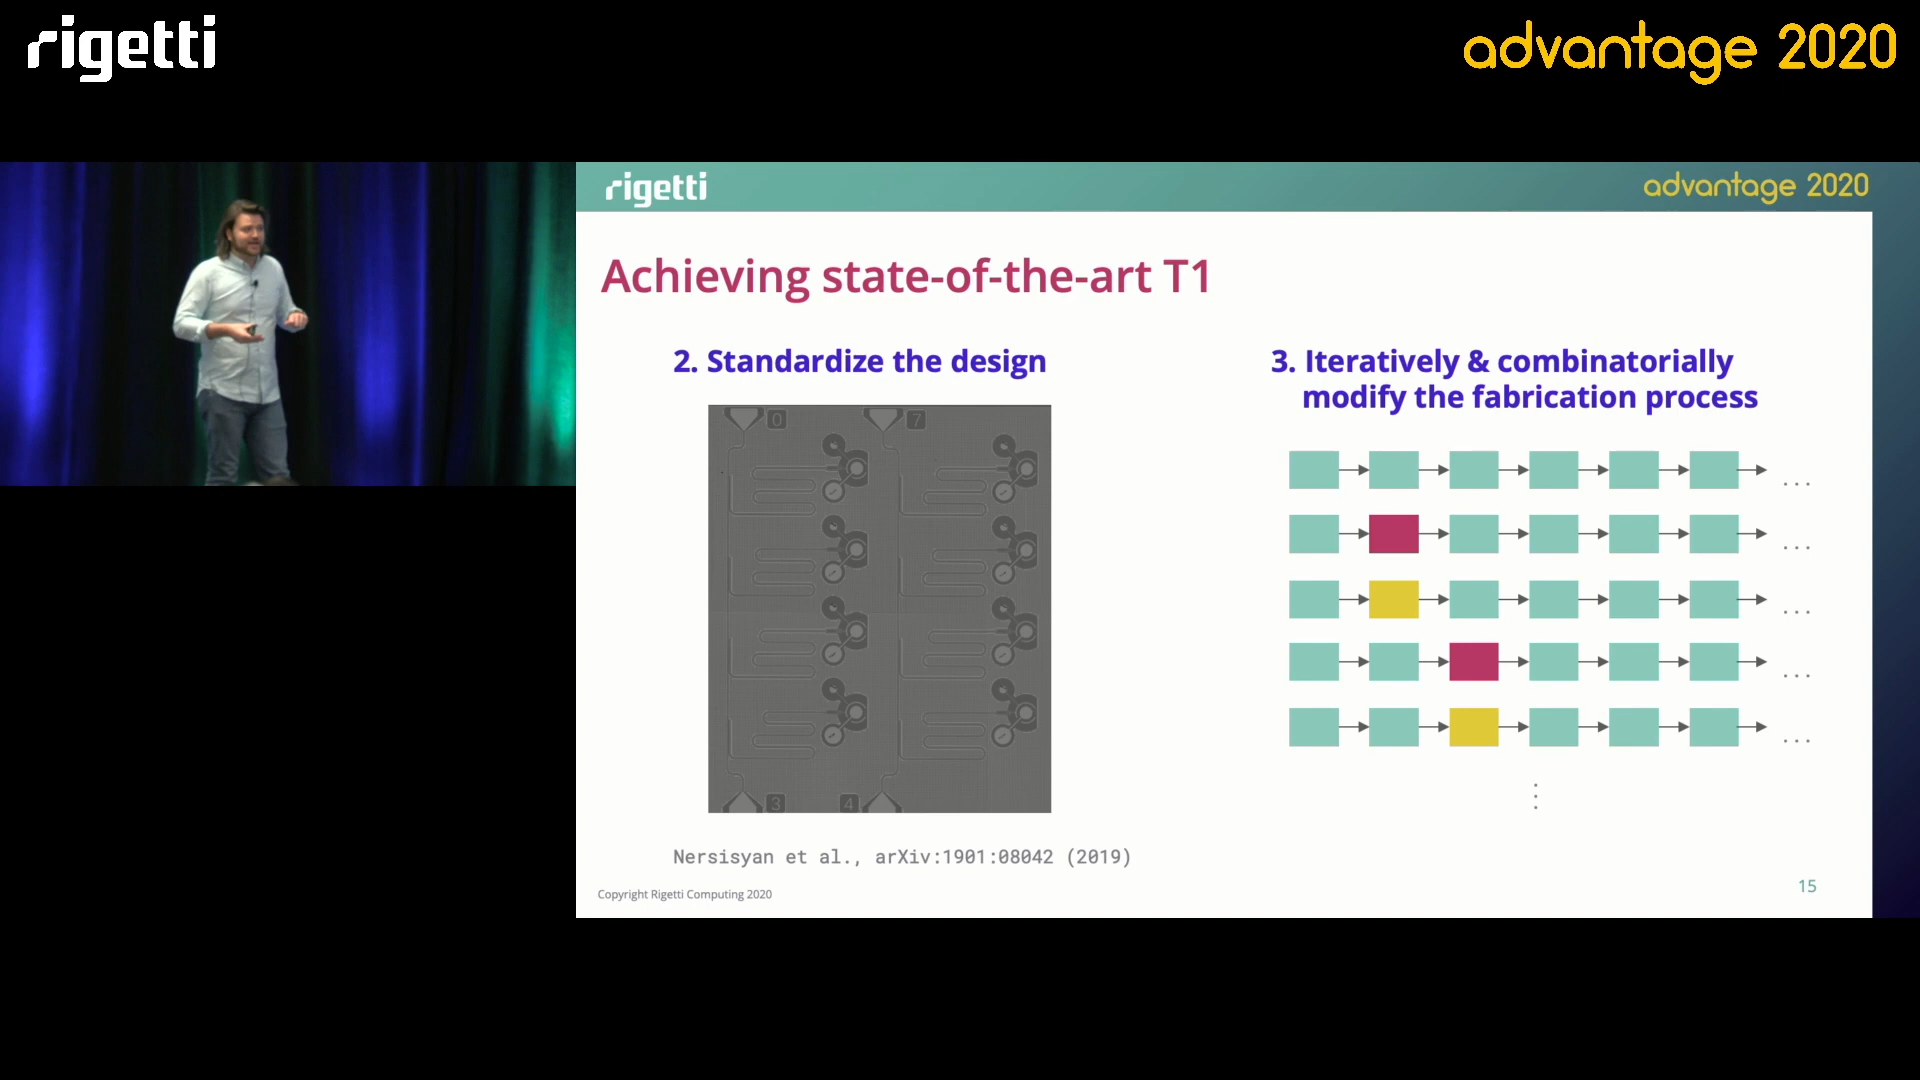 rigetti
advantage 2020
rigetti
advantage 2020
Achieving state-of-the-art T1
2. Standardize the design
3. Iteratively & combinatorially
modify the fabrication process
0
7
3
4
...
...
...
...
...
Nersisyan et al., arXiv:1901:08042 (2019)
Copyright Rigetti Computing 2020
15